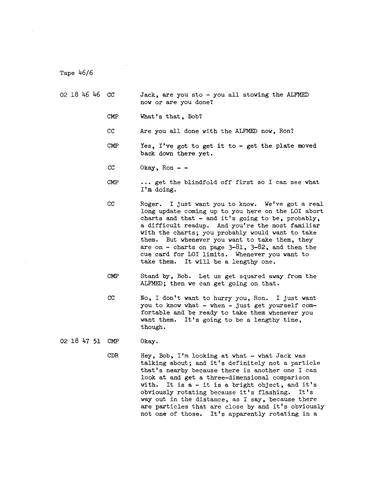 Tape 46/6
02 18 46 46 CC Jack, are you sto - you all stowing the ALFMED
now or are you done?
CMP What's that, Bob?
CC Are you all done with the ALFMED now, Ron?
CMP Yes, I've got to get it to - get the plate moved
back down there yet.
CC Okay, Ron - -
CMP ... get the blindfold off first so I can see what
I'm doing.
CC Roger. I just want you to know. We've got a real
long update coming up to you here on the LOI abort
charts and that - and it's going to be, probably,
a difficult readup. And you're the most familiar
with the charts; you probably would want to take
them. But whenever you want to take them, they
are on - charts on page 3-81, 3-82, and then the
cue card for LOI limits. Whenever you want to
take them. It will be a lengthy one.
CMP Stand by, Bob. Let us get squared away from the
ALFMED; then we can get going on that.
CC No, I don't want to hurry you, Ron. I just want
you to know what - when - just get yourself com-
fortable and be ready to take them whenever you
want them. It's going to be a lengthy time,
though.
02 18 47 51 CMP Okay.
CDR Hey, Bob, I'm looking at what - what Jack was
talking about; and it's definitely not a particle
that's nearby because there is another one I can
look at and get a three-dimensional comparison
with. It is a - it is a bright object, and it's
obviously rotating because it's flashing. It's
way out in the distance, as I say, because there
are particles that are close by and it's obviously
not one of those. It's apparently rotating in a